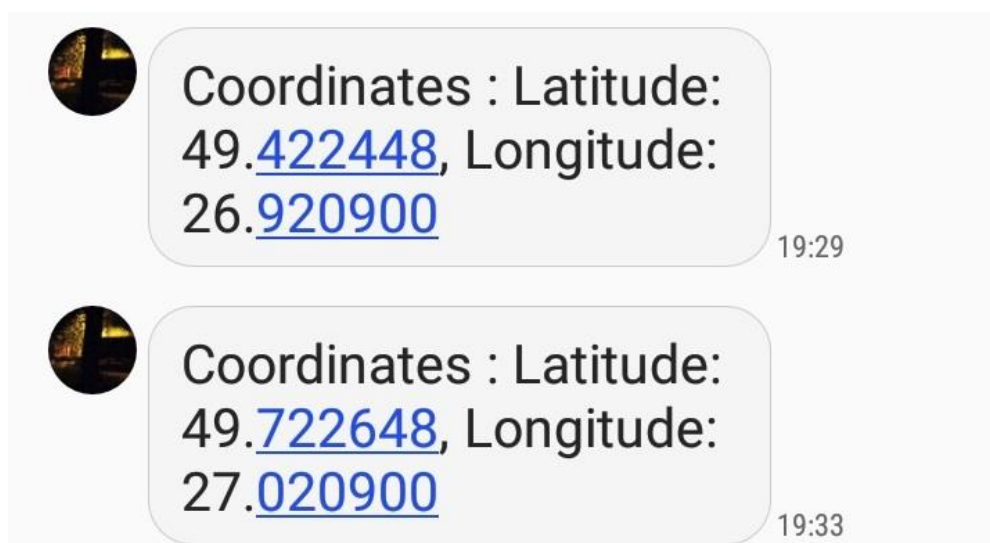 Coordinates : Latitude:
49.422448, Longitude:
26.920900
19:29
Coordinates : Latitude:
49.722648, Longitude:
27.020900
19:33